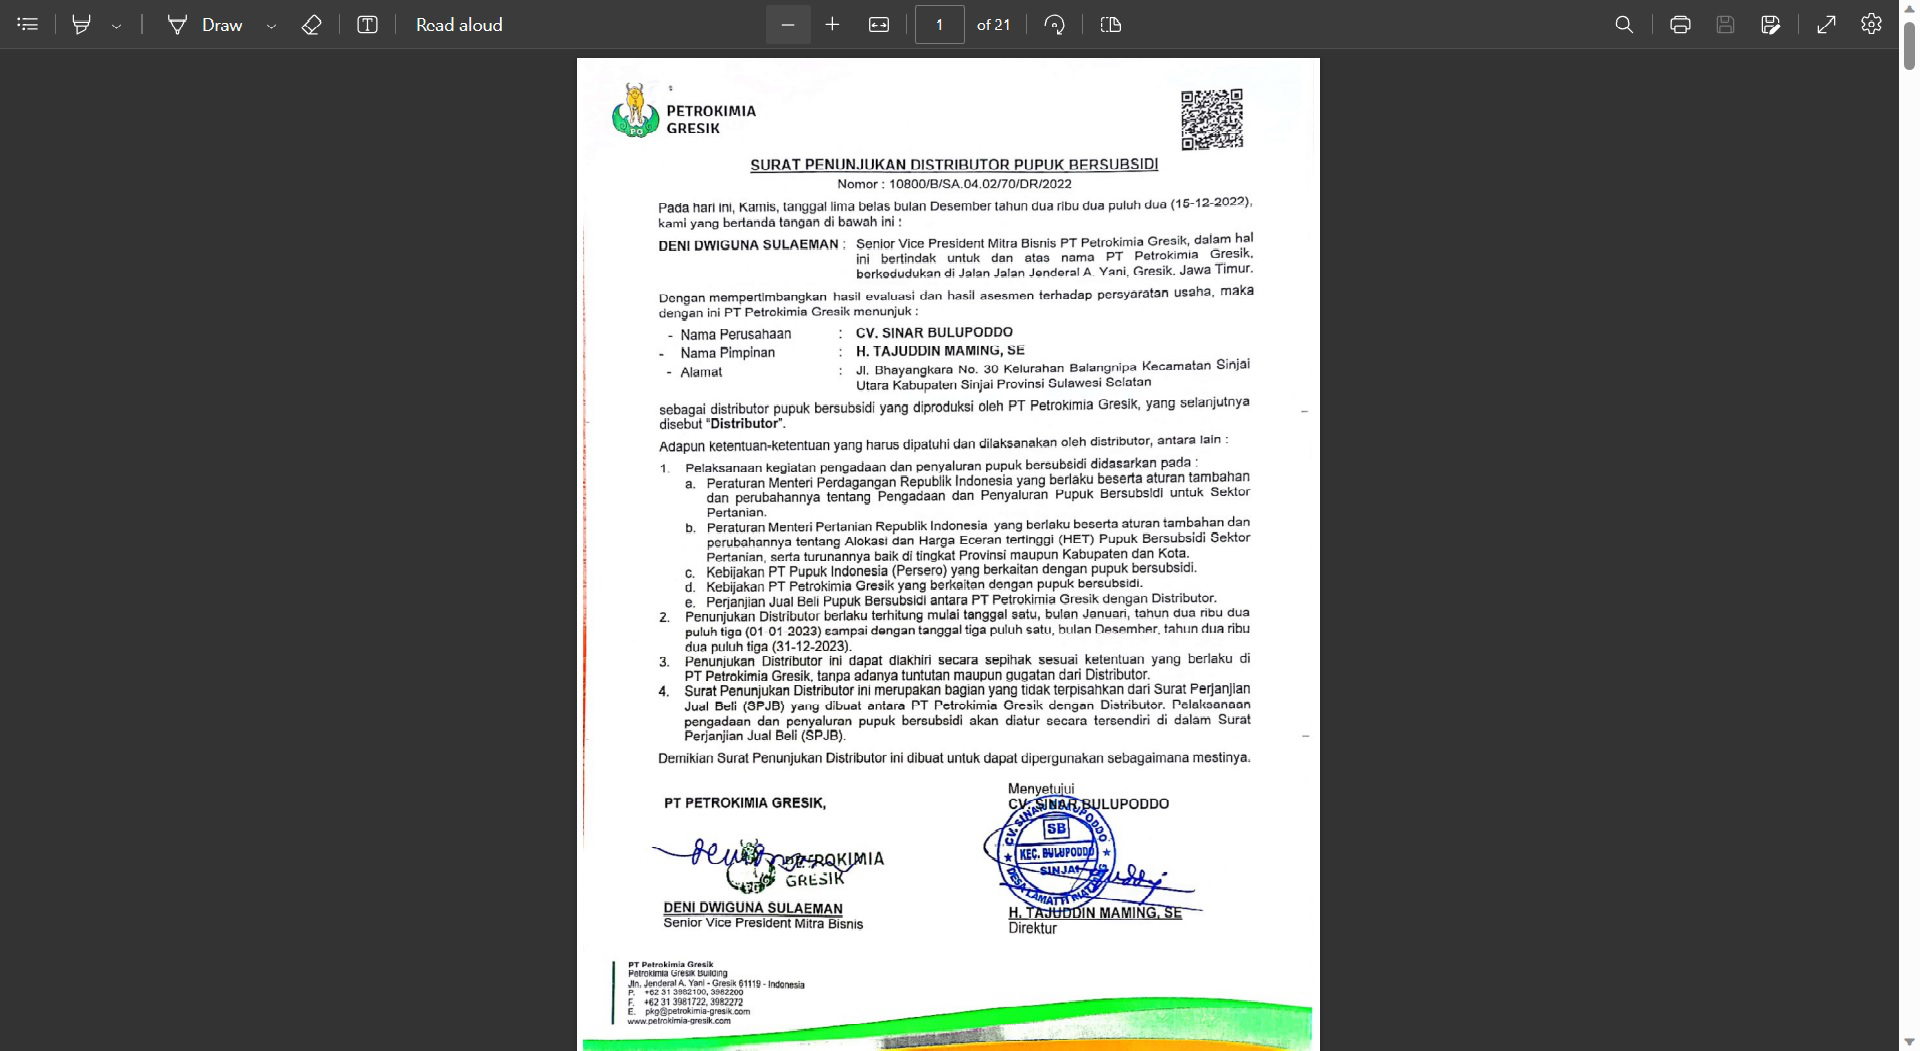 Draw
Read aloud
1 of 21
PETROKIMIA
GRESIK
SURAT PENUNJUKAN DISTRIBUTOR PUPUK BERSUBSIDI
Nomor : 10800/B/SA.04.02/70/DR/2022
Pada hari ini, Kamis, tanggal lima belas bulan Desember tahun dua ribu dua puluh dua (15-12-2022),
kami yang bertanda tangan di bawah ini :
DENI DWIGUNA SULAEMAN : Senior Vice President Mitra Bisnis PT Petrokimia Gresik, dalam hal
ini bertindak untuk dan atas nama PT Petrokimia Gresik,
berkedudukan di Jalan Jalan Jenderal A. Yani, Gresik, Jawa Timur.
Dengan mempertimbangkan hasil evaluasi dan hasil asesmen terhadap persyaratan usaha, maka
dengan ini PT Petrokimia Gresik menunjuk :
- Nama Perusahaan : CV. SINAR BULUPODDO
- Nama Pimpinan : H. TAJUDDIN MAMING, SE
- Alamat : Jl. Bhayangkara No. 30 Kelurahan Balangnipa Kecamatan Sinjai
Utara Kabupaten Sinjai Provinsi Sulawesi Selatan
sebagai distributor pupuk bersubsidi yang diproduksi oleh PT Petrokimia Gresik, yang selanjutnya
disebut "Distributor".
Adapun ketentuan-ketentuan yang harus dipatuhi dan dilaksanakan oleh distributor, antara lain :
1. Pelaksanaan kegiatan pengadaan dan penyaluran pupuk bersubsidi didasarkan pada :
a. Peraturan Menteri Perdagangan Republik Indonesia yang berlaku beserta aturan tambahan
dan perubahannya tentang Pengadaan dan Penyaluran Pupuk Bersubsidi untuk Sektor
Pertanian.
b. Peraturan Menteri Pertanian Republik Indonesia yang berlaku beserta aturan tambahan dan
perubahannya tentang Alokasi dan Harga Eceran tertinggi (HET) Pupuk Bersubsidi Sektor
Pertanian, serta turunannya baik di tingkat Provinsi maupun Kabupaten dan Kota.
c. Kebijakan PT Pupuk Indonesia (Persero) yang berkaitan dengan pupuk bersubsidi.
d. Kebijakan PT Petrokimia Gresik yang berkaitan dengan pupuk bersubsidi.
e. Perjanjian Jual Beli Pupuk Bersubsidi antara PT Petrokimia Gresik dengan Distributor.
2. Penunjukan Distributor berlaku terhitung mulai tanggal satu, bulan Januari, tahun dua ribu dua
puluh tiga (01-01-2023) sampai dengan tanggal tiga puluh satu, bulan Desember, tahun dua ribu
dua puluh tiga (31-12-2023).
3. Penunjukan Distributor ini dapat diakhiri secara sepihak sesuai ketentuan yang berlaku di
PT Petrokimia Gresik, tanpa adanya tuntutan maupun gugatan dari Distributor.
4. Surat Penunjukan Distributor ini merupakan bagian yang tidak terpisahkan dari Surat Perjanjian
Jual Beli (SPJB) yang dibuat antara PT Petrokimia Gresik dengan Distributor. Pelaksanaan
pengadaan dan penyaluran pupuk bersubsidi akan diatur secara tersendiri di dalam Surat
Perjanjian Jual Beli (SPJB).
Demikian Surat Penunjukan Distributor ini dibuat untuk dapat dipergunakan sebagaimana mestinya.
Menyetujui
PT PETROKIMIA GRESIK,
CV. SINAR BULUPODDO
CV. SINAR BULUPODDO
SB
KEC. BULUPODDO
SINJAI
PETROKIMIA
GRESIK
DENI DWIGUNA SULAEMAN
Senior Vice President Mitra Bisnis
H. TAJUDDIN MAMING, SE
Direktur
PT Petrokimia Gresik
Petrokimia Gresik Building
Jln. Jenderal A. Yani - Gresik 61119 - Indonesia
P. +62 31 3982100, 3982200
F. +62 31 3981722, 3982272
E. pkg@petrokimia-gresik.com
www.petrokimia-gresik.com